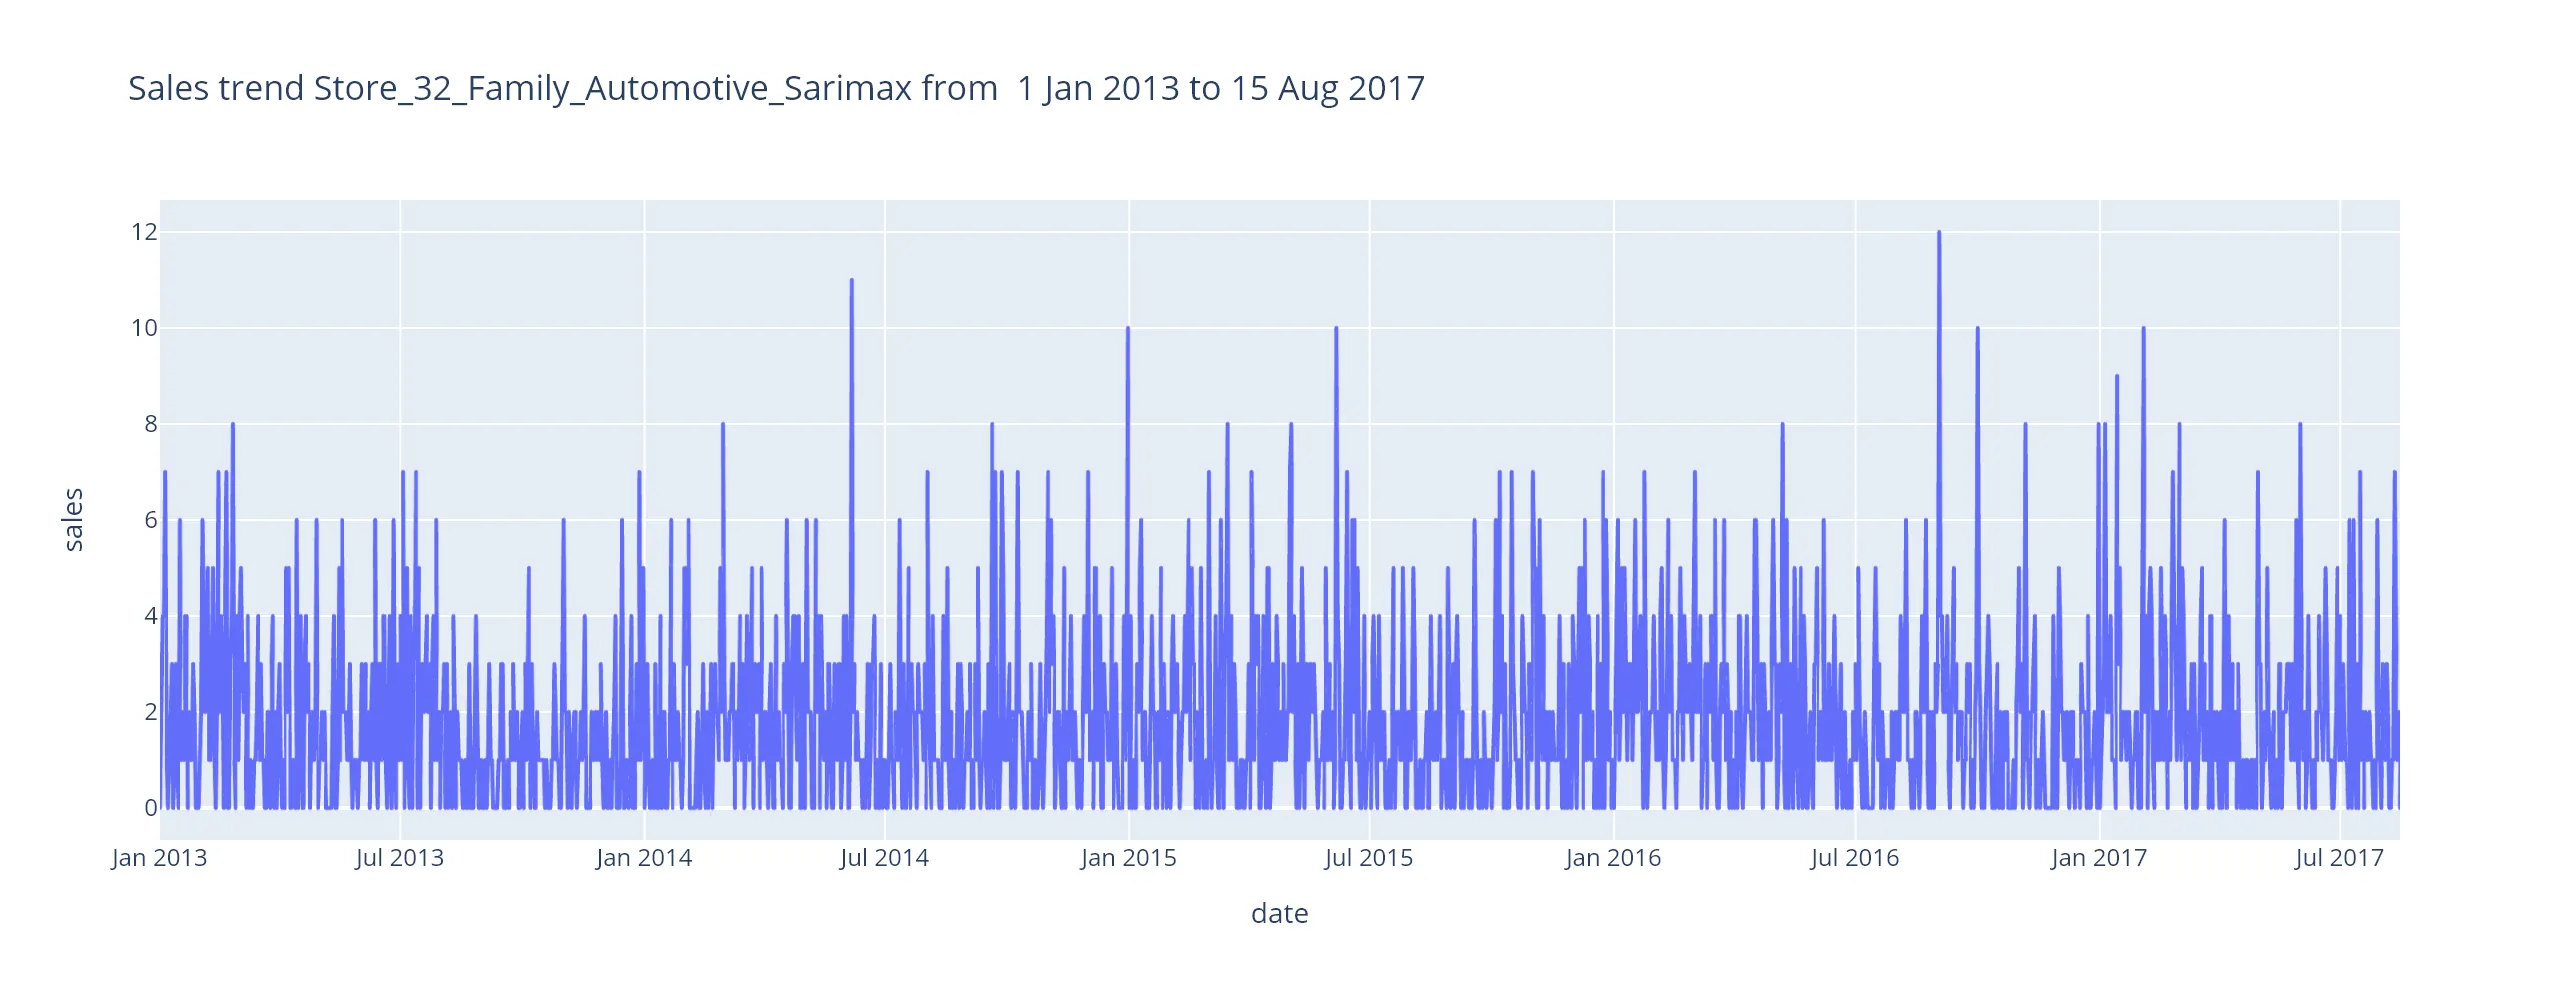 Sales trend Store_32_Family_Automotive_Sarimax from  1 Jan 2013 to 15 Aug 2017
12
10
8
6
4
2
0
sales
Jan 2013 Jul 2013 Jan 2014 Jul 2014 Jan 2015 Jul 2015 Jan 2016 Jul 2016 Jan 2017 Jul 2017
date